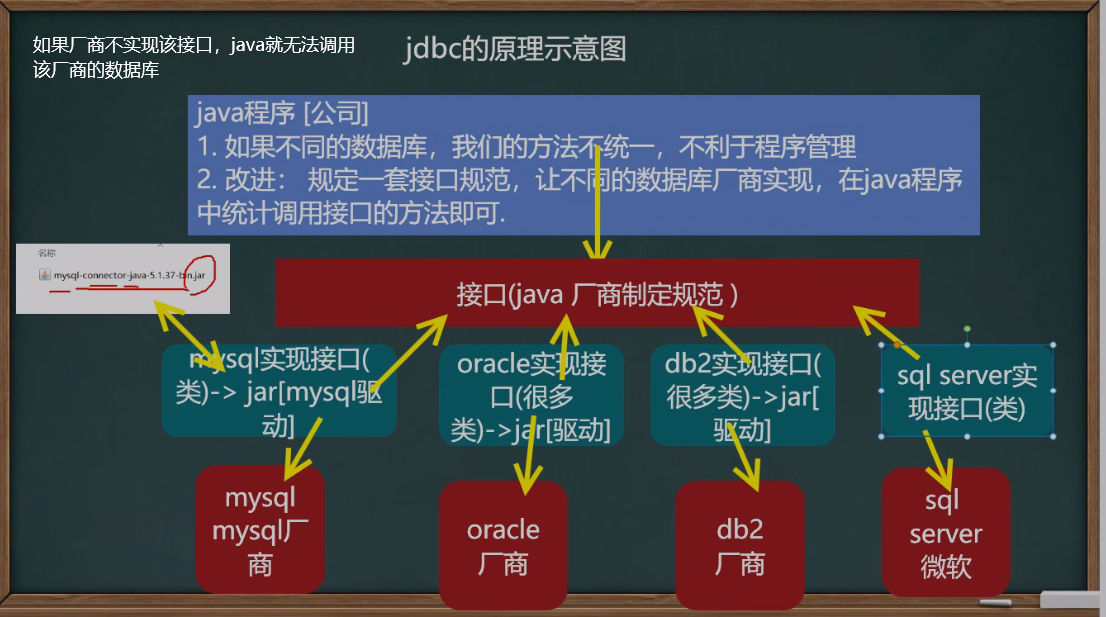 如果厂商不实现该接口，java就无法调用
该厂商的数据库
jdbc的原理示意图
java程序 [公司]
1. 如果不同的数据库，我们的方法不统一，不利于程序管理
2. 改进： 规定一套接口规范，让不同的数据库厂商实现，在java程序
中统计调用接口的方法即可.
名称
mysql-connector-java-5.1.37-bin.jar
接口(java 厂商制定规范 )
mysql实现接口(
类)-> jar[mysql驱
动]
oracle实现接
口(很多
类)->jar[驱动]
db2实现接口(
很多类)->jar[
驱动]
sql server实
现接口(类)
mysql
mysql厂
商
oracle
厂商
db2
厂商
sql
server
微软